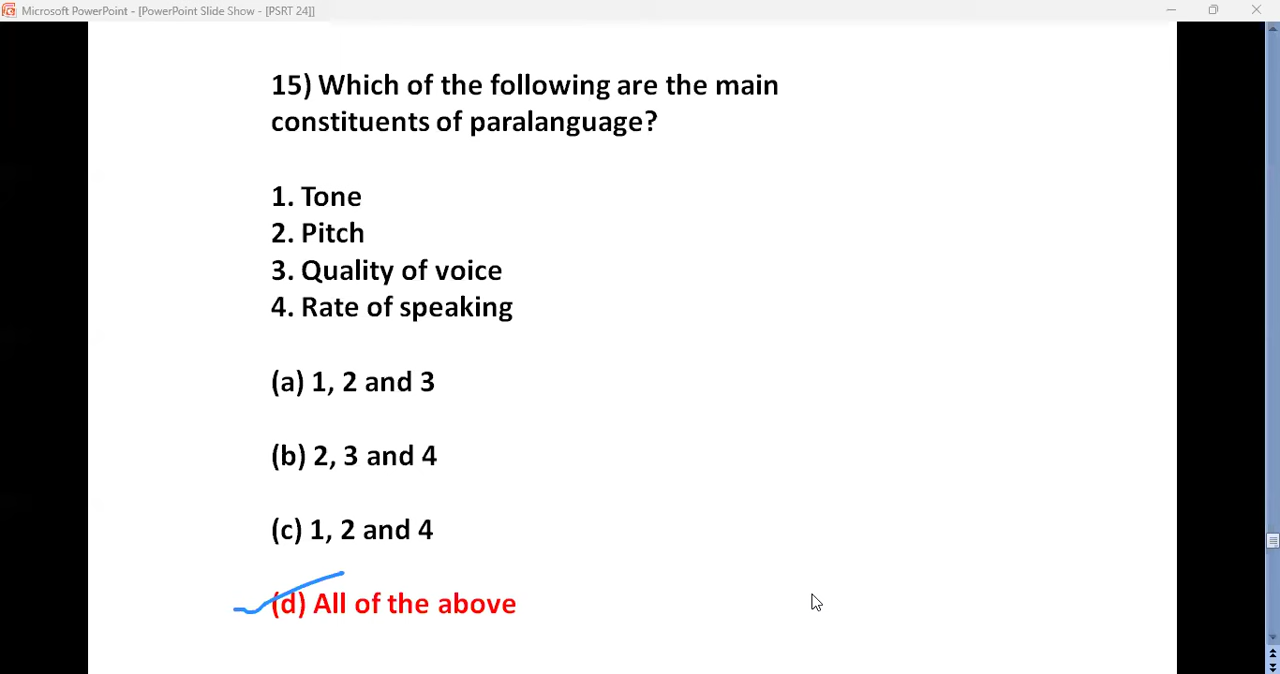 Microsoft PowerPoint - [PowerPoint Slide Show - [PSRT 24]]
15) Which of the following are the main
constituents of paralanguage?
1. Tone
2. Pitch
3. Quality of voice
4. Rate of speaking
(a) 1, 2 and 3
(b) 2, 3 and 4
(c) 1, 2 and 4
(d) All of the above